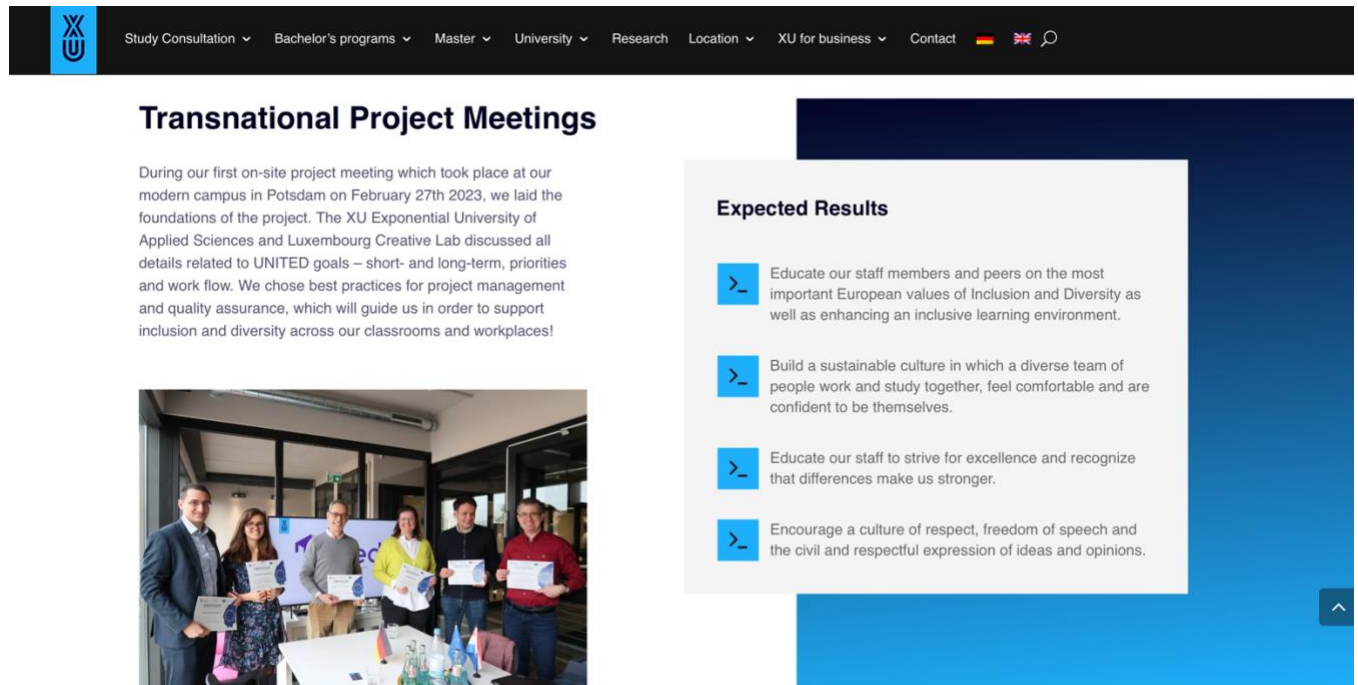 XU
Study Consultation
Bachelor's programs
Master
University
Research
Location
XU for business
Contact
Transnational Project Meetings
During our first on-site project meeting which took place at our
modern campus in Potsdam on February 27th 2023, we laid the
foundations of the project. The XU Exponential University of
Applied Sciences and Luxembourg Creative Lab discussed all
details related to UNITED goals – short- and long-term, priorities
and work flow. We chose best practices for project management
and quality assurance, which will guide us in order to support
inclusion and diversity across our classrooms and workplaces!
Expected Results
Educate our staff members and peers on the most
important European values of Inclusion and Diversity as
well as enhancing an inclusive learning environment.
Build a sustainable culture in which a diverse team of
people work and study together, feel comfortable and are
confident to be themselves.
Educate our staff to strive for excellence and recognize
that differences make us stronger.
Encourage a culture of respect, freedom of speech and
the civil and respectful expression of ideas and opinions.